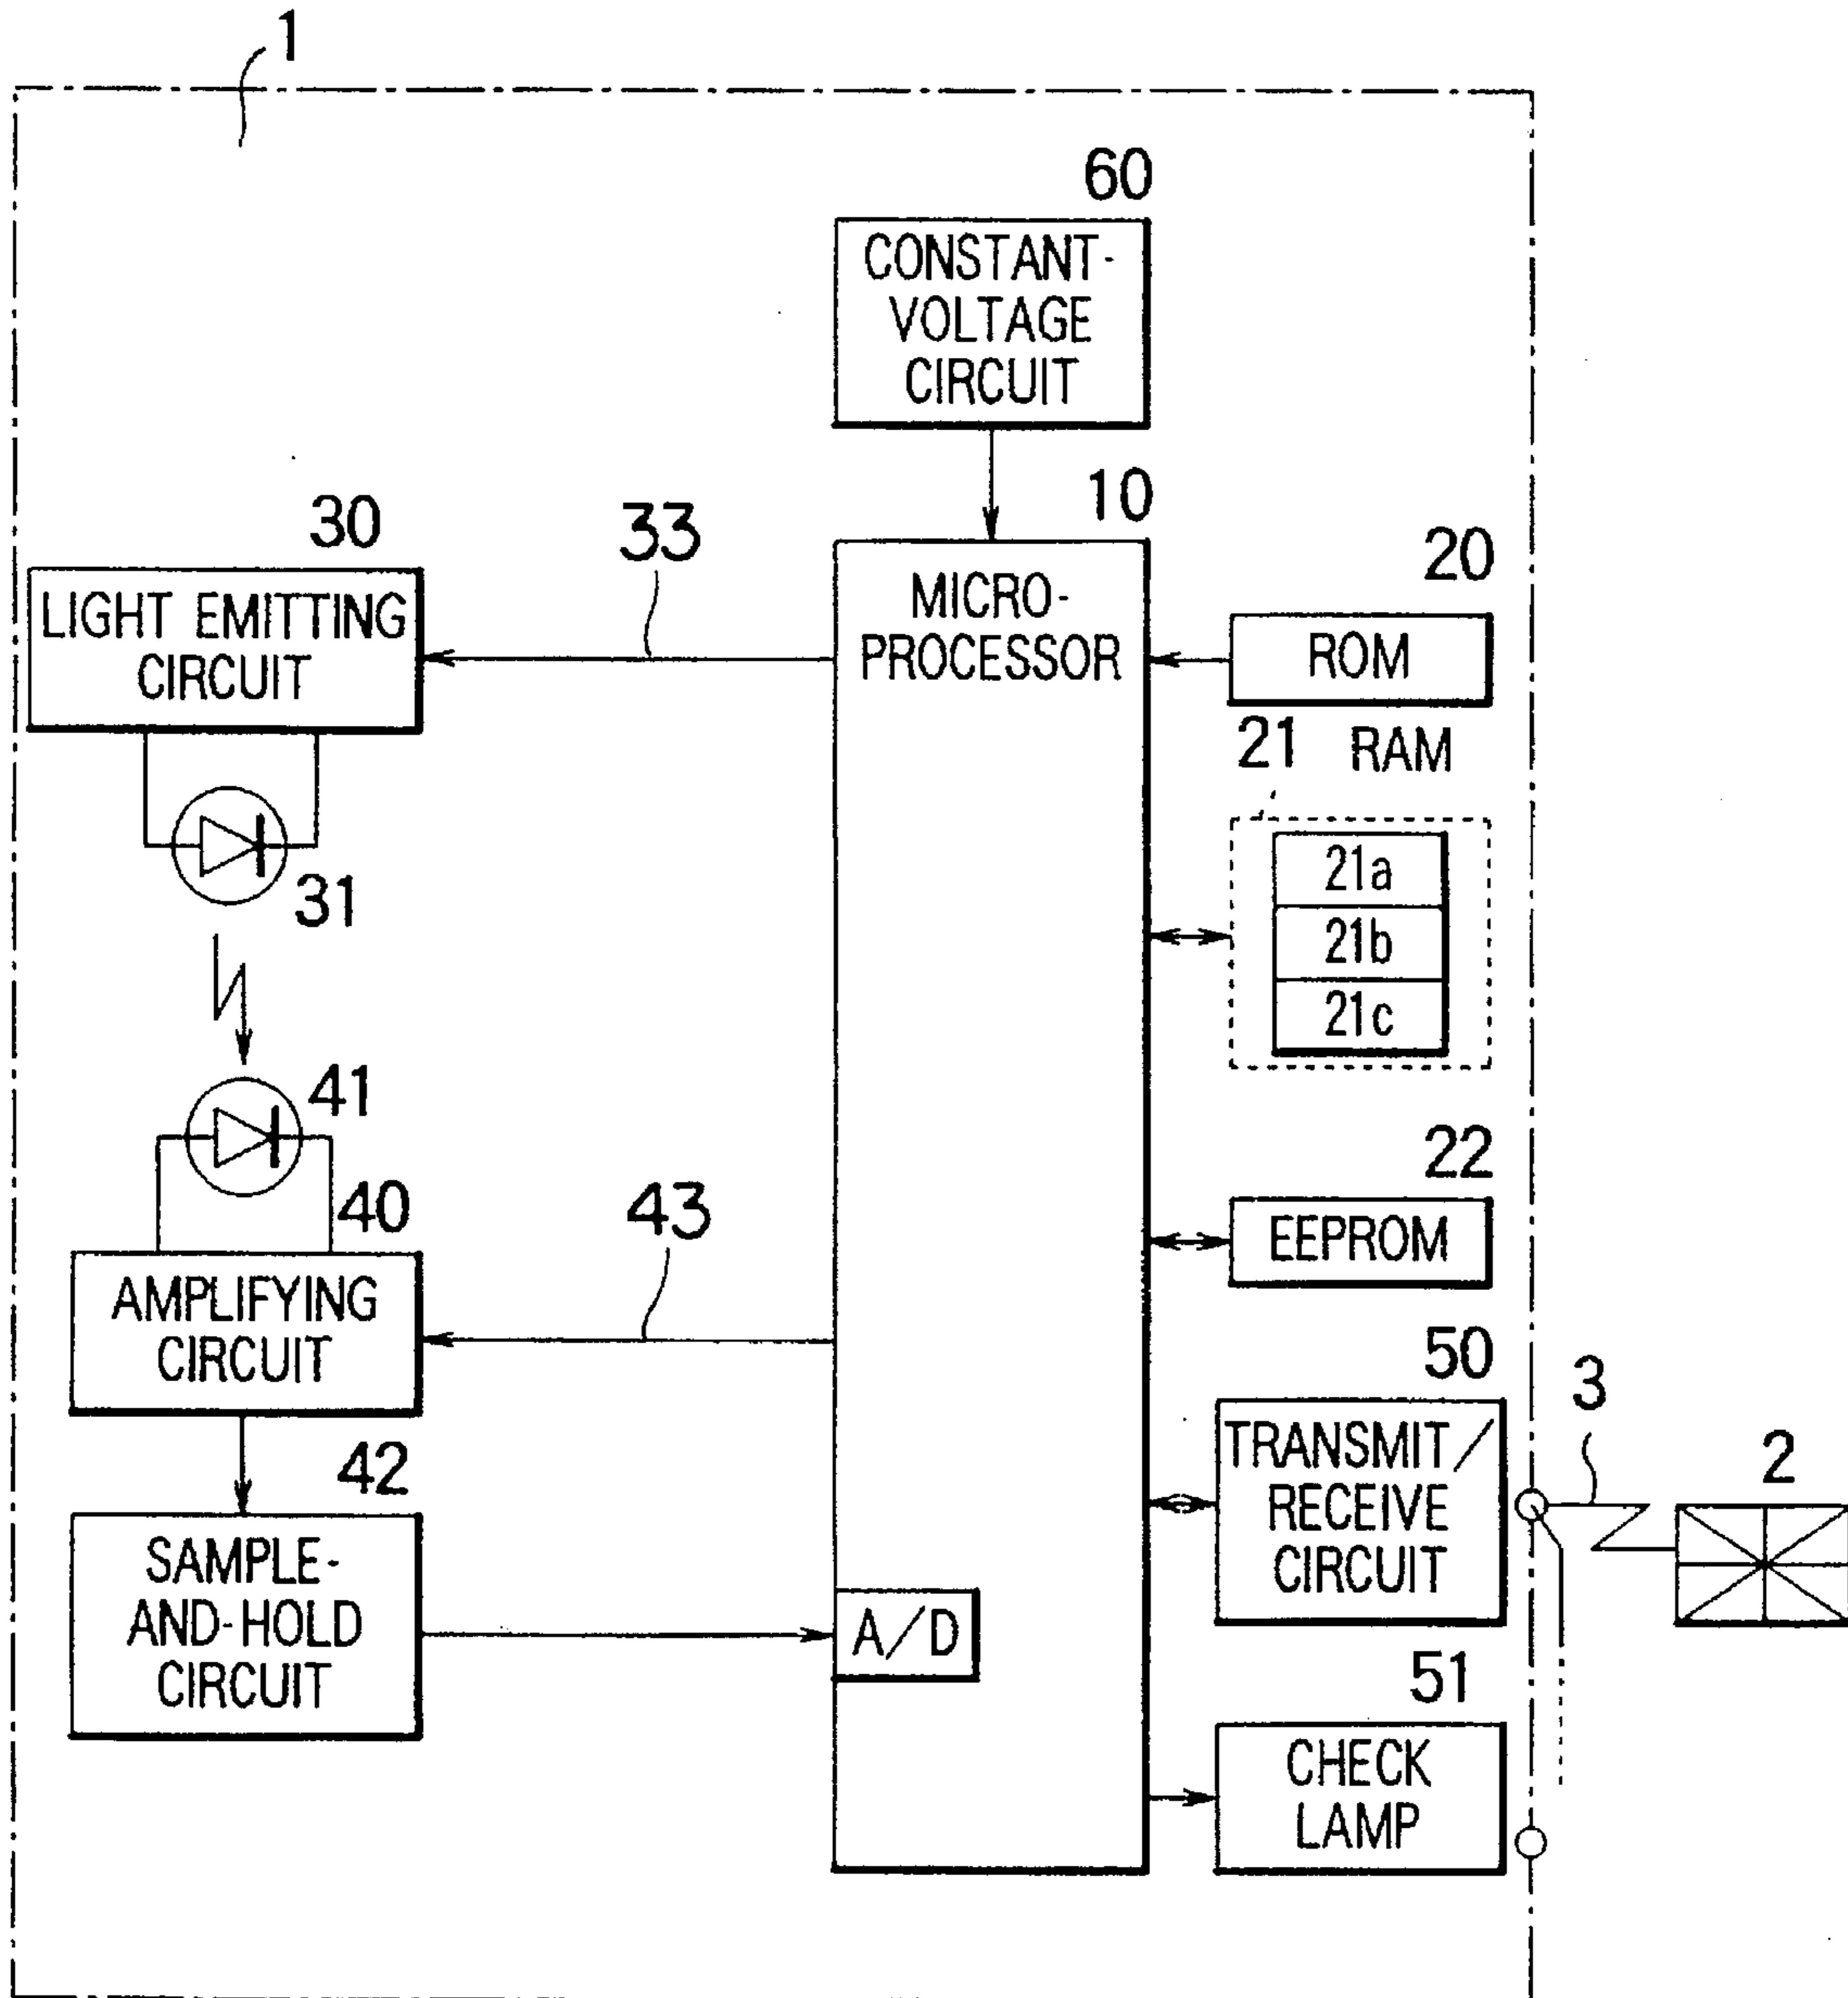 1
60
CONSTANT-
VOLTAGE
CIRCUIT
10
MICRO-
PROCESSOR
30
LIGHT EMITTING
CIRCUIT
33
20
ROM
21 RAM
21a
21b
21c
31
41
40
22
EEPROM
AMPLIFYING
CIRCUIT
43
50
TRANSMIT/
RECEIVE
CIRCUIT
3
2
42
SAMPLE-
AND-HOLD
CIRCUIT
A/D
51
CHECK
LAMP